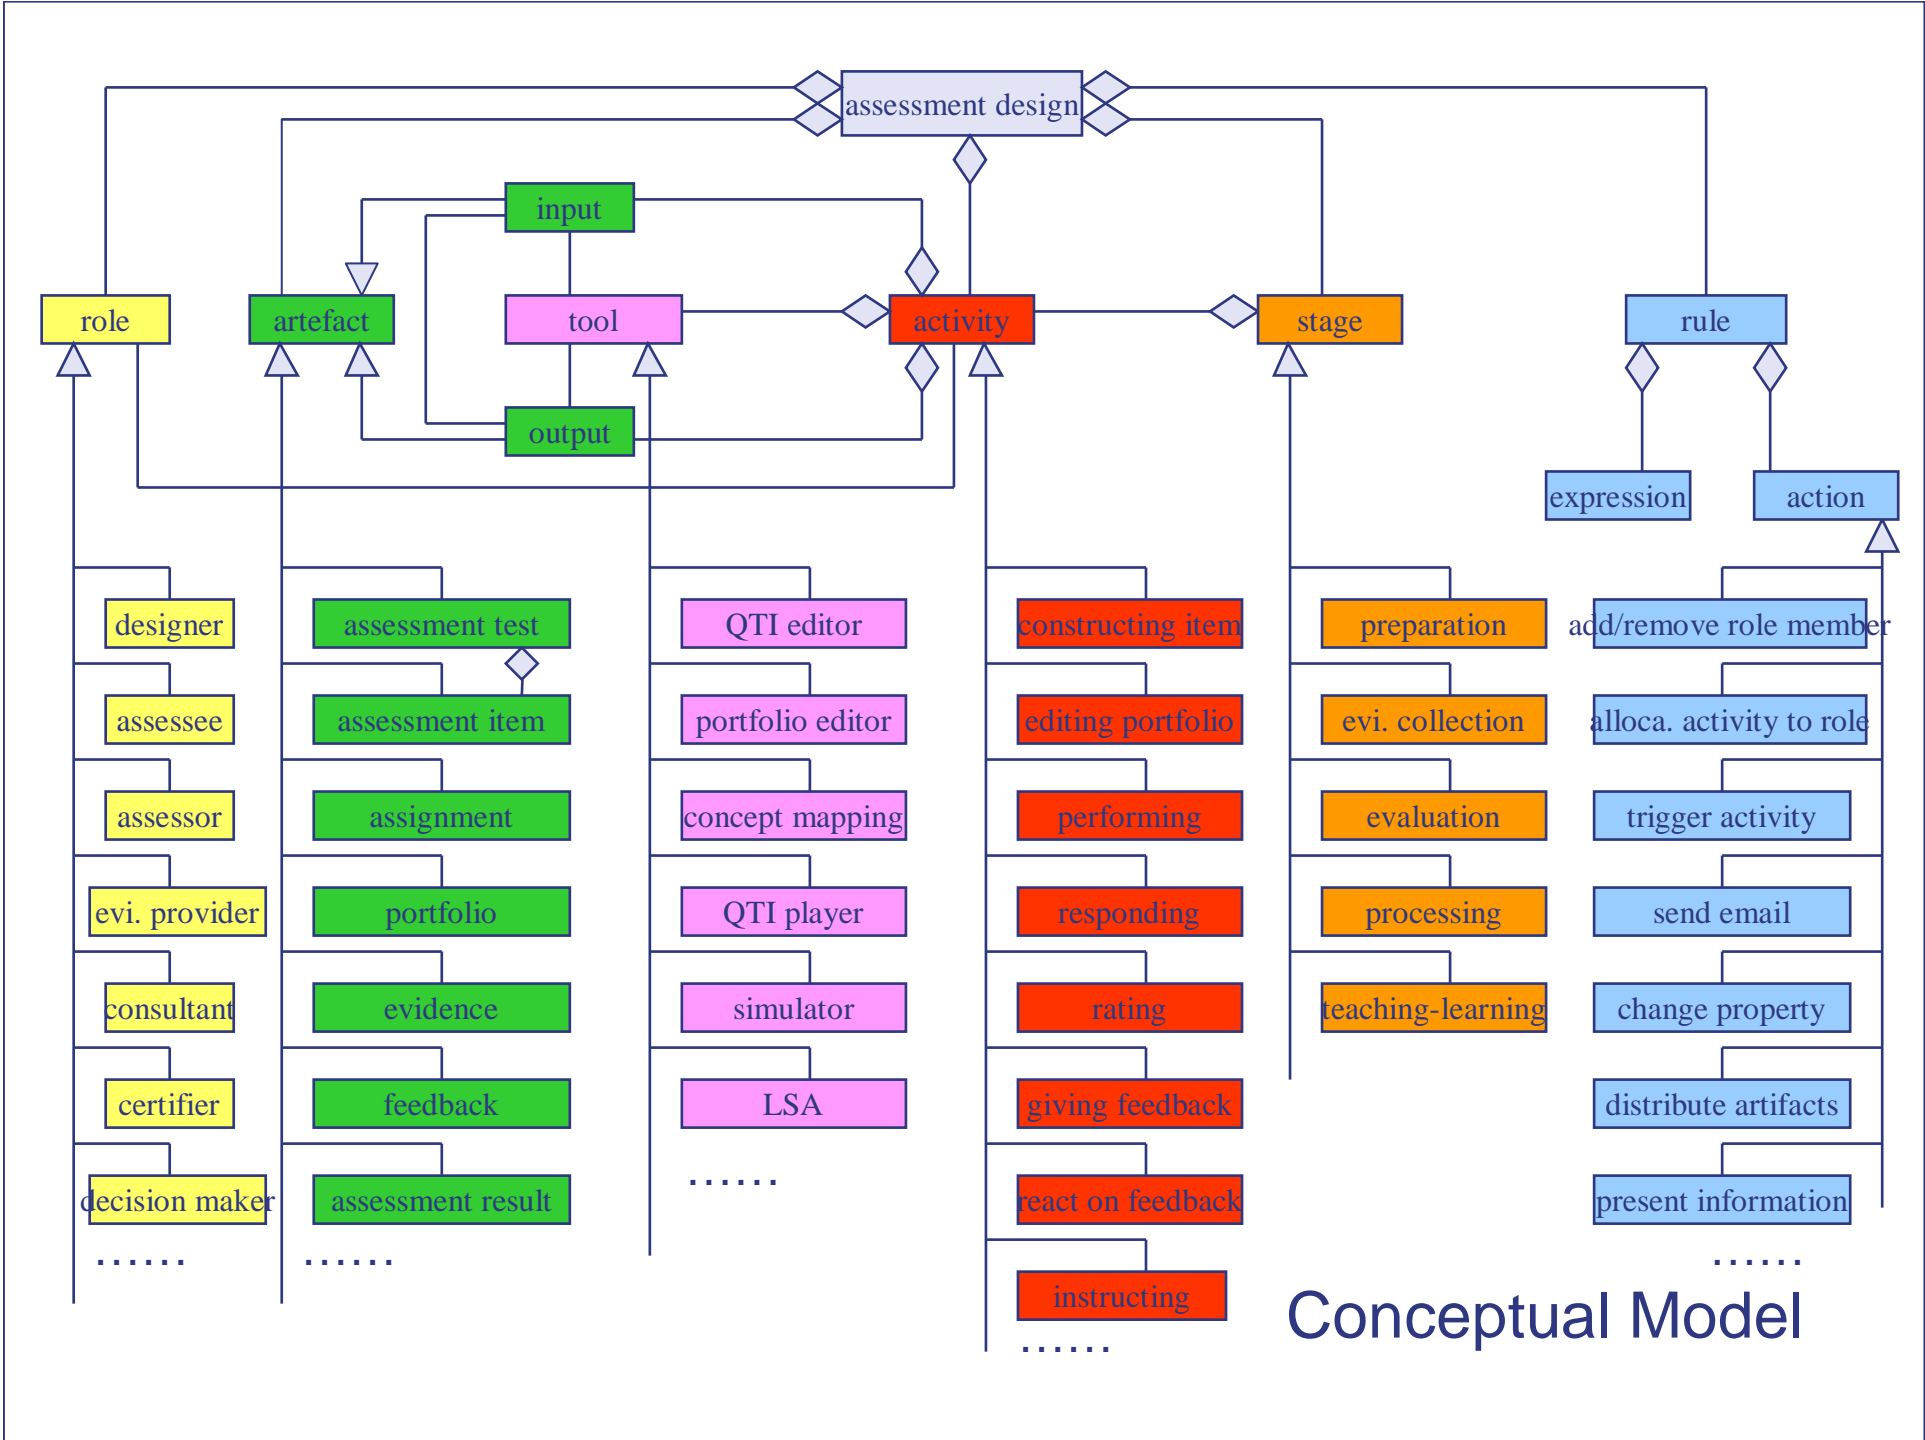 assessment design
input
role
artefact
tool
activity
stage
rule
output
expression
action
designer
assessment test
QTI editor
constructing item
preparation
add/remove role member
assessee
assessment item
portfolio editor
editing portfolio
evi. collection
alloca. activity to role
assessor
assignment
concept mapping
performing
evaluation
trigger activity
evi. provider
portfolio
QTI player
responding
processing
send email
consultant
evidence
simulator
rating
teaching-learning
change property
certifier
feedback
LSA
giving feedback
distribute artifacts
decision maker
assessment result
......
react on feedback
present information
......
......
instructing
......
Conceptual Model
......